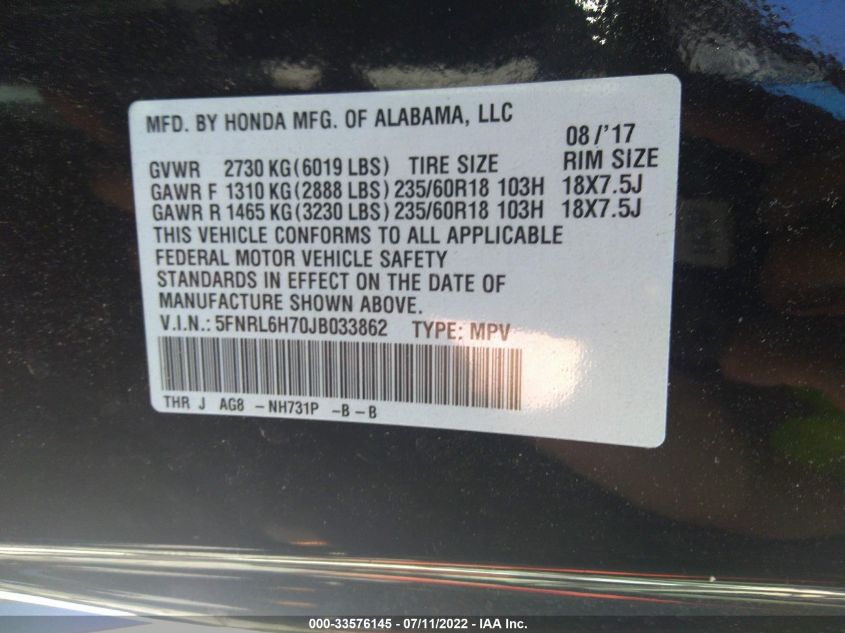 MFD. BY HONDA MFG. OF ALABAMA, LLC
08/'17
GVWR 2730 KG(6019 LBS) TIRE SIZE RIM SIZE
GAWR F 1310 KG(2888 LBS) 235/60R18 103H 18X7.5J
GAWR R 1465 KG(3230 LBS) 235/60R18 103H 18X7.5J
THIS VEHICLE CONFORMS TO ALL APPLICABLE
FEDERAL MOTOR VEHICLE SAFETY
STANDARDS IN EFFECT ON THE DATE OF
MANUFACTURE SHOWN ABOVE.
V.I.N.: 5FNRL6H70JB033862 TYPE: MPV
THR J AG8 -NH731P -B-B
000-33576145 - 07/11/2022 - IAA Inc.